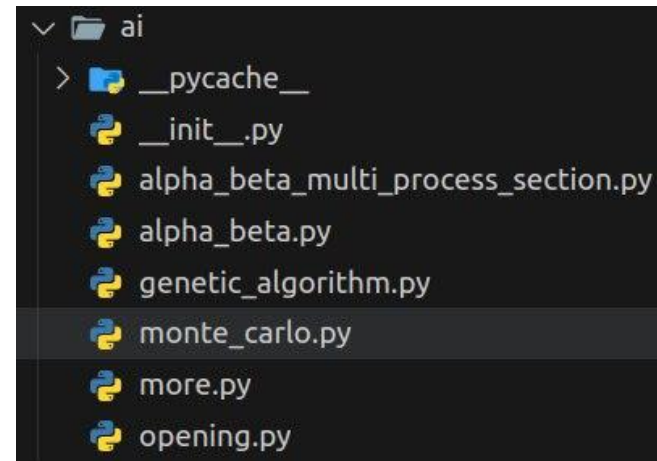 ai
__pycache__
__init__.py
alpha_beta_multi_process_section.py
alpha_beta.py
genetic_algorithm.py
monte_carlo.py
more.py
opening.py